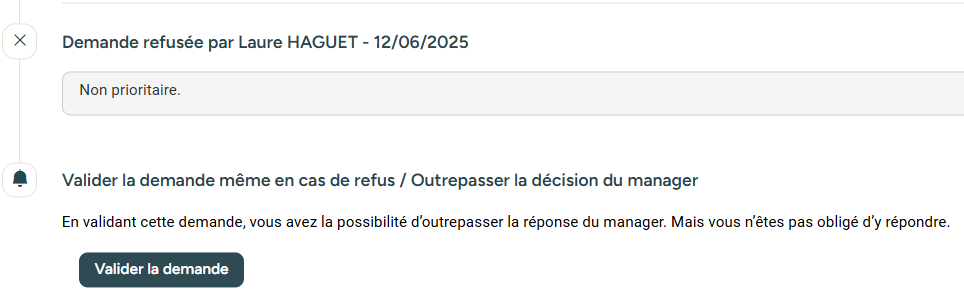 Demande refusée par Laure HAGUET - 12/06/2025
Non prioritaire.
Valider la demande même en cas de refus / Outrepasser la décision du manager
En validant cette demande, vous avez la possibilité d’outrepasser la réponse du manager. Mais vous n’êtes pas obligé d’y répondre.
Valider la demande